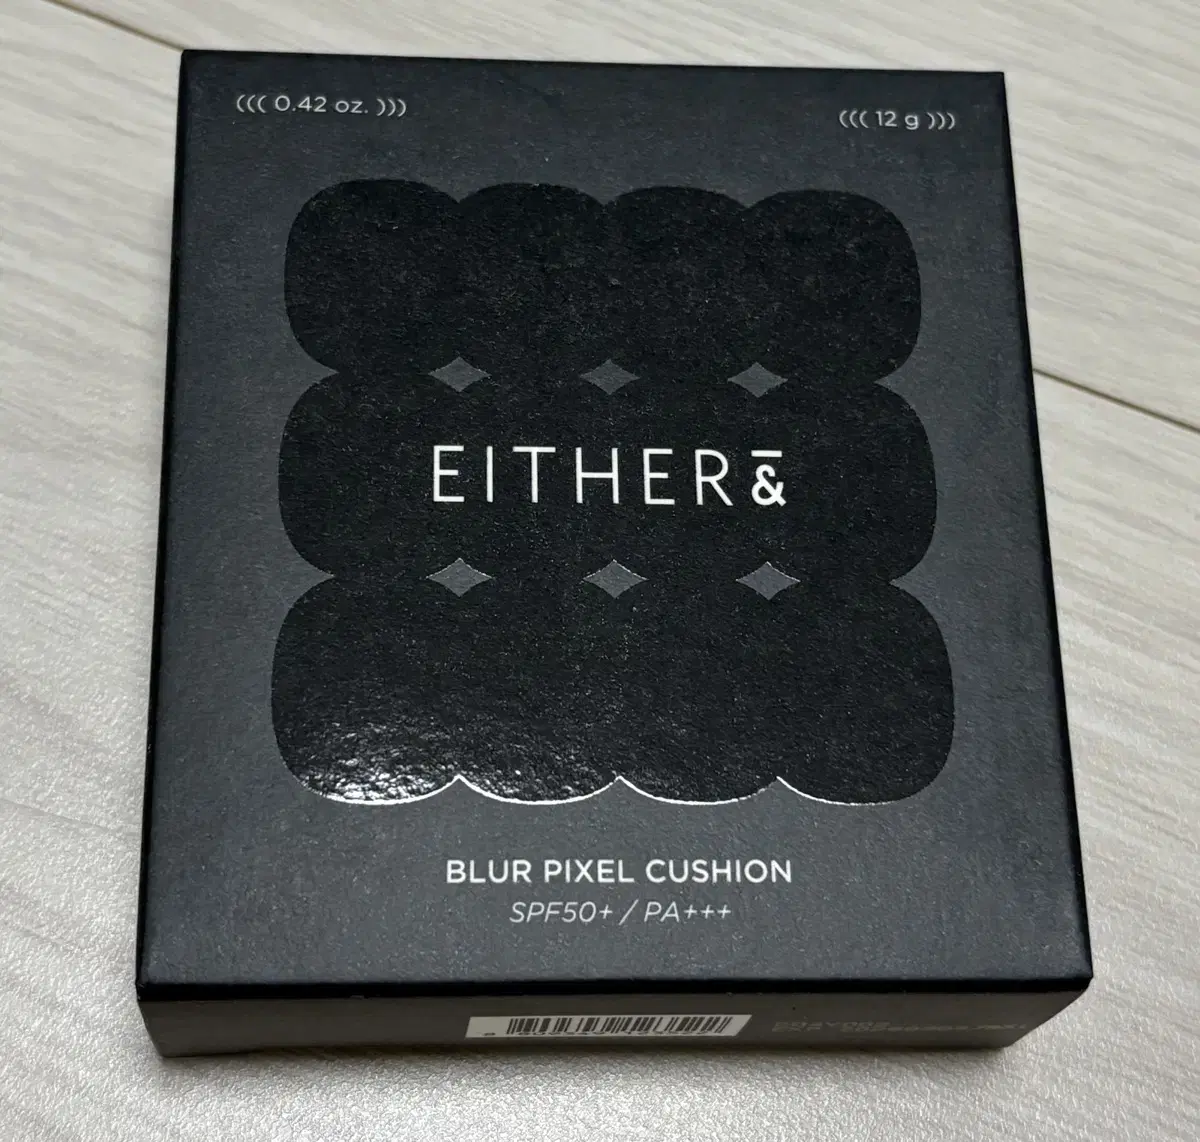 ((( 0.42 oz. )))
((( 12 g )))
EITHER&
BLUR PIXEL CUSHION
SPF50+ / PA+++